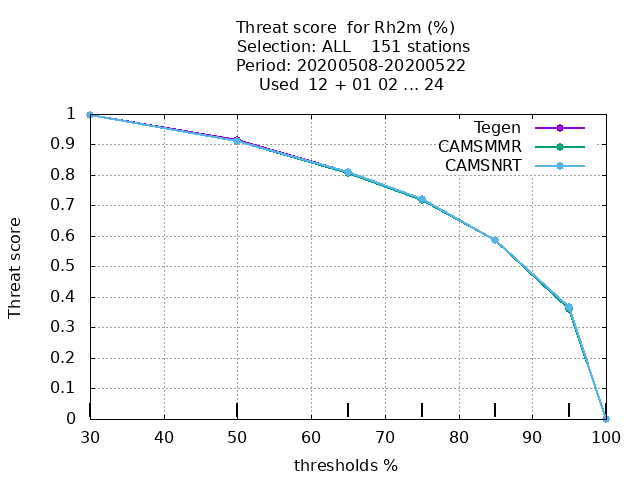 Threat score  for Rh2m (%)
Selection: ALL    151 stations
Period: 20200508-20200522
Used  12 + 01 02 ... 24
Tegen
CAMSMMR
CAMSNRT
1
0.9
0.8
0.7
0.6
0.5
0.4
0.3
0.2
0.1
0
Threat score
30 40 50 60 70 80 90 100
thresholds %